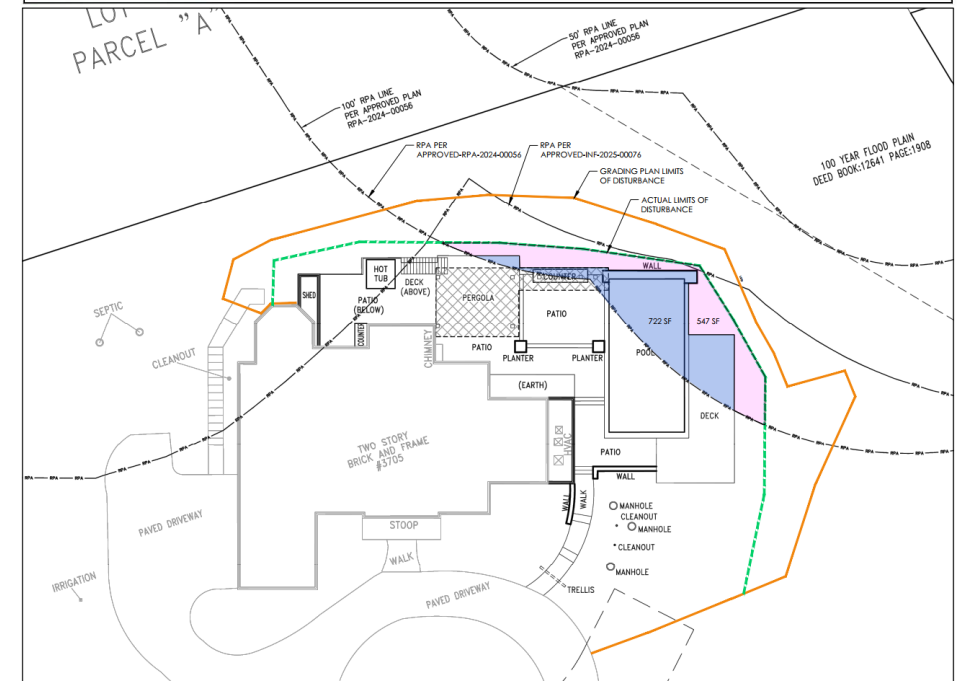 LOT
PARCEL "A"
50' RPA LINE
PER APPROVED PLAN
RPA-2024-00056
100' RPA LINE
PER APPROVED PLAN
RPA-2024-00056
RPA PER
APPROVED-RPA-2024-00056
RPA PER
APPROVED-INF-2025-00076
GRADING PLAN LIMITS
OF DISTURBANCE
ACTUAL LIMITS OF
DISTURBANCE
100 YEAR FLOOD PLAIN
DEED BOOK:12641 PAGE:1908
WALL
HOT
TUB
DECK
(ABOVE)
COUNTER
SHED
PATIO
(BELOW)
PERGOLA
PATIO
722 SF
547 SF
SEPTIC
COUNTER
CHIMNEY
PATIO
PLANTER
PLANTER
POOL
CLEANOUT
(EARTH)
DECK
TWO STORY
BRICK AND FRAME
#3705
HVAC
PATIO
WALL
WALL
WALK
MANHOLE
CLEANOUT
MANHOLE
CLEANOUT
MANHOLE
STOOP
WALK
PAVED DRIVEWAY
IRRIGATION
PAVED DRIVEWAY
TRELLIS
RPA